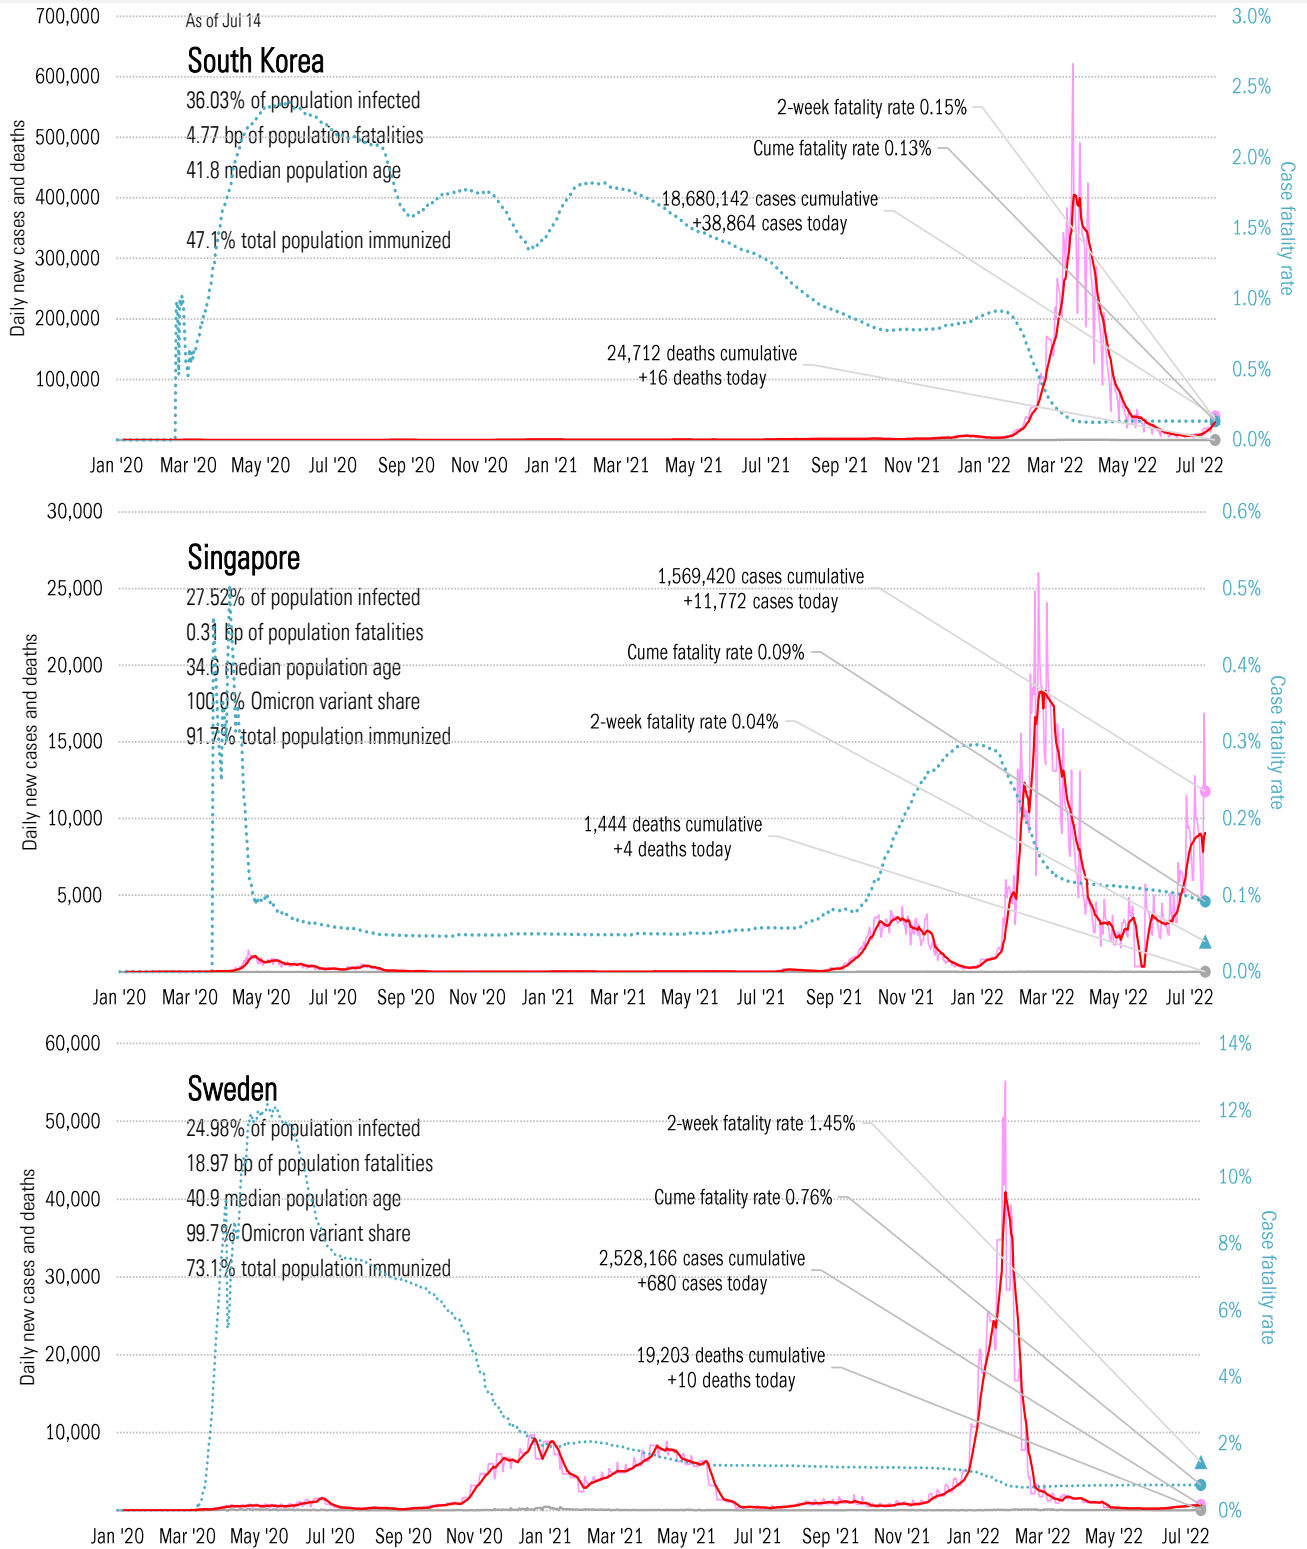 700,000
As of Jul 14
3.0%
South Korea
600,000
36.03% of population infected
2.5%
2-week fatality rate 0.15%
500,000
4.77 bp of population fatalities
Cume fatality rate 0.13%
2.0%
41.8 median population age
400,000
18,680,142 cases cumulative
+38,864 cases today
1.5%
47.1% total population immunized
300,000
1.0%
200,000
24,712 deaths cumulative
+16 deaths today
0.5%
100,000
0.0%
Daily new cases and deaths
Case fatality rate
Jan '20 Mar '20 May '20 Jul '20 Sep '20 Nov '20 Jan '21 Mar '21 May '21 Jul '21 Sep '21 Nov '21 Jan '22 Mar '22 May '22 Jul '22
30,000
0.6%
Singapore
25,000
1,569,420 cases cumulative
+11,772 cases today
0.5%
27.52% of population infected
0.31 bp of population fatalities
Cume fatality rate 0.09%
20,000
34.6 median population age
0.4%
100.0% Omicron variant share
2-week fatality rate 0.04%
15,000
91.7% total population immunized
0.3%
10,000
1,444 deaths cumulative
+4 deaths today
0.2%
5,000
0.1%
0.0%
Daily new cases and deaths
Case fatality rate
Jan '20 Mar '20 May '20 Jul '20 Sep '20 Nov '20 Jan '21 Mar '21 May '21 Jul '21 Sep '21 Nov '21 Jan '22 Mar '22 May '22 Jul '22
60,000
14%
Sweden
50,000
12%
24.98% of population infected
2-week fatality rate 1.45%
18.97 bp of population fatalities
10%
40,000
40.9 median population age
Cume fatality rate 0.76%
99.7% Omicron variant share
8%
2,528,166 cases cumulative
+680 cases today
30,000
73.1% total population immunized
6%
20,000
19,203 deaths cumulative
+10 deaths today
4%
10,000
2%
0%
Daily new cases and deaths
Case fatality rate
Jan '20 Mar '20 May '20 Jul '20 Sep '20 Nov '20 Jan '21 Mar '21 May '21 Jul '21 Sep '21 Nov '21 Jan '22 Mar '22 May '22 Jul '22